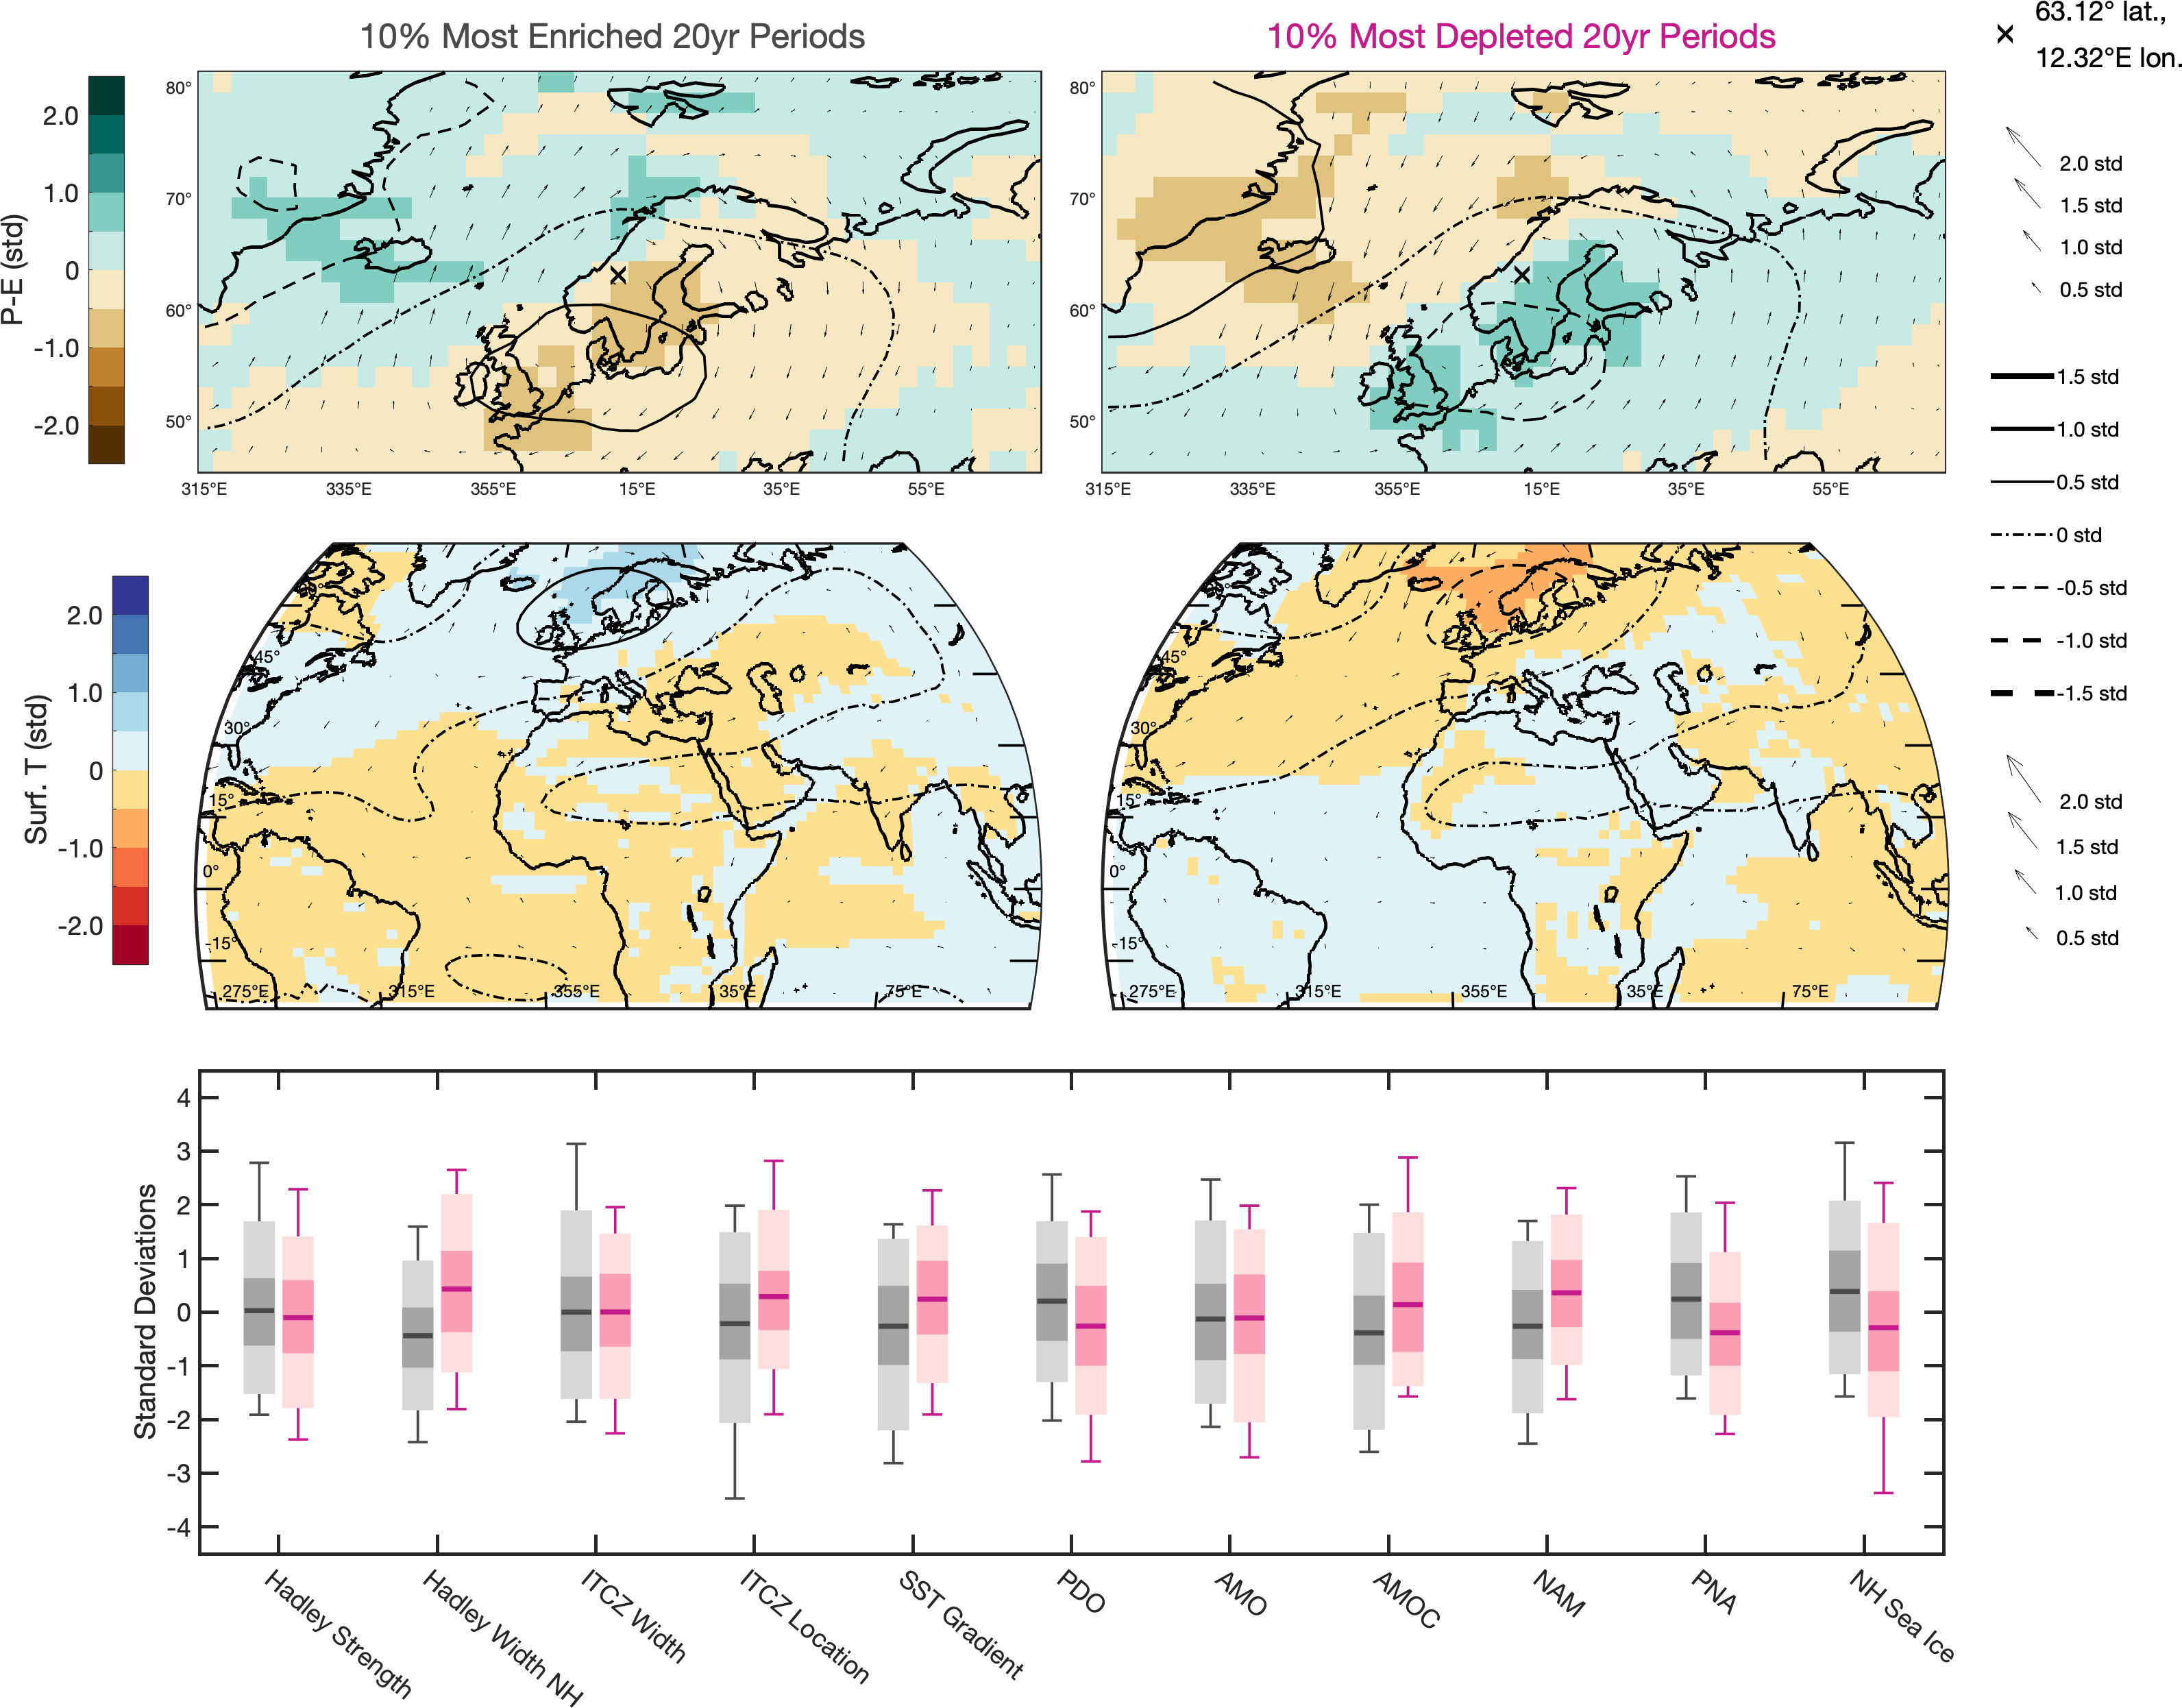 10% Most Enriched 20yr Periods
10% Most Depleted 20yr Periods
63.12° lat.,
12.32°E lon.
P-E (std)
2.0
1.0
0
-1.0
-2.0
80°
70°
60°
50°
315°E 335°E 355°E 15°E 35°E 55°E
80°
70°
60°
50°
315°E 335°E 355°E 15°E 35°E 55°E
2.0 std
1.5 std
1.0 std
0.5 std
1.5 std
1.0 std
0.5 std
0 std
-0.5 std
-1.0 std
-1.5 std
Surf. T (std)
2.0
1.0
0
-1.0
-2.0
45°
30°
15°
0°
-15°
275°E 315°E 355°E 35°E 75°E
45°
30°
15°
0°
-15°
275°E 315°E 355°E 35°E 75°E
2.0 std
1.5 std
1.0 std
0.5 std
Standard Deviations
4
3
2
1
0
-1
-2
-3
-4
Hadley Strength
Hadley Width NH
ITCZ Width
ITCZ Location
SST Gradient
PDO
AMO
AMOC
NAM
PNA
NH Sea Ice